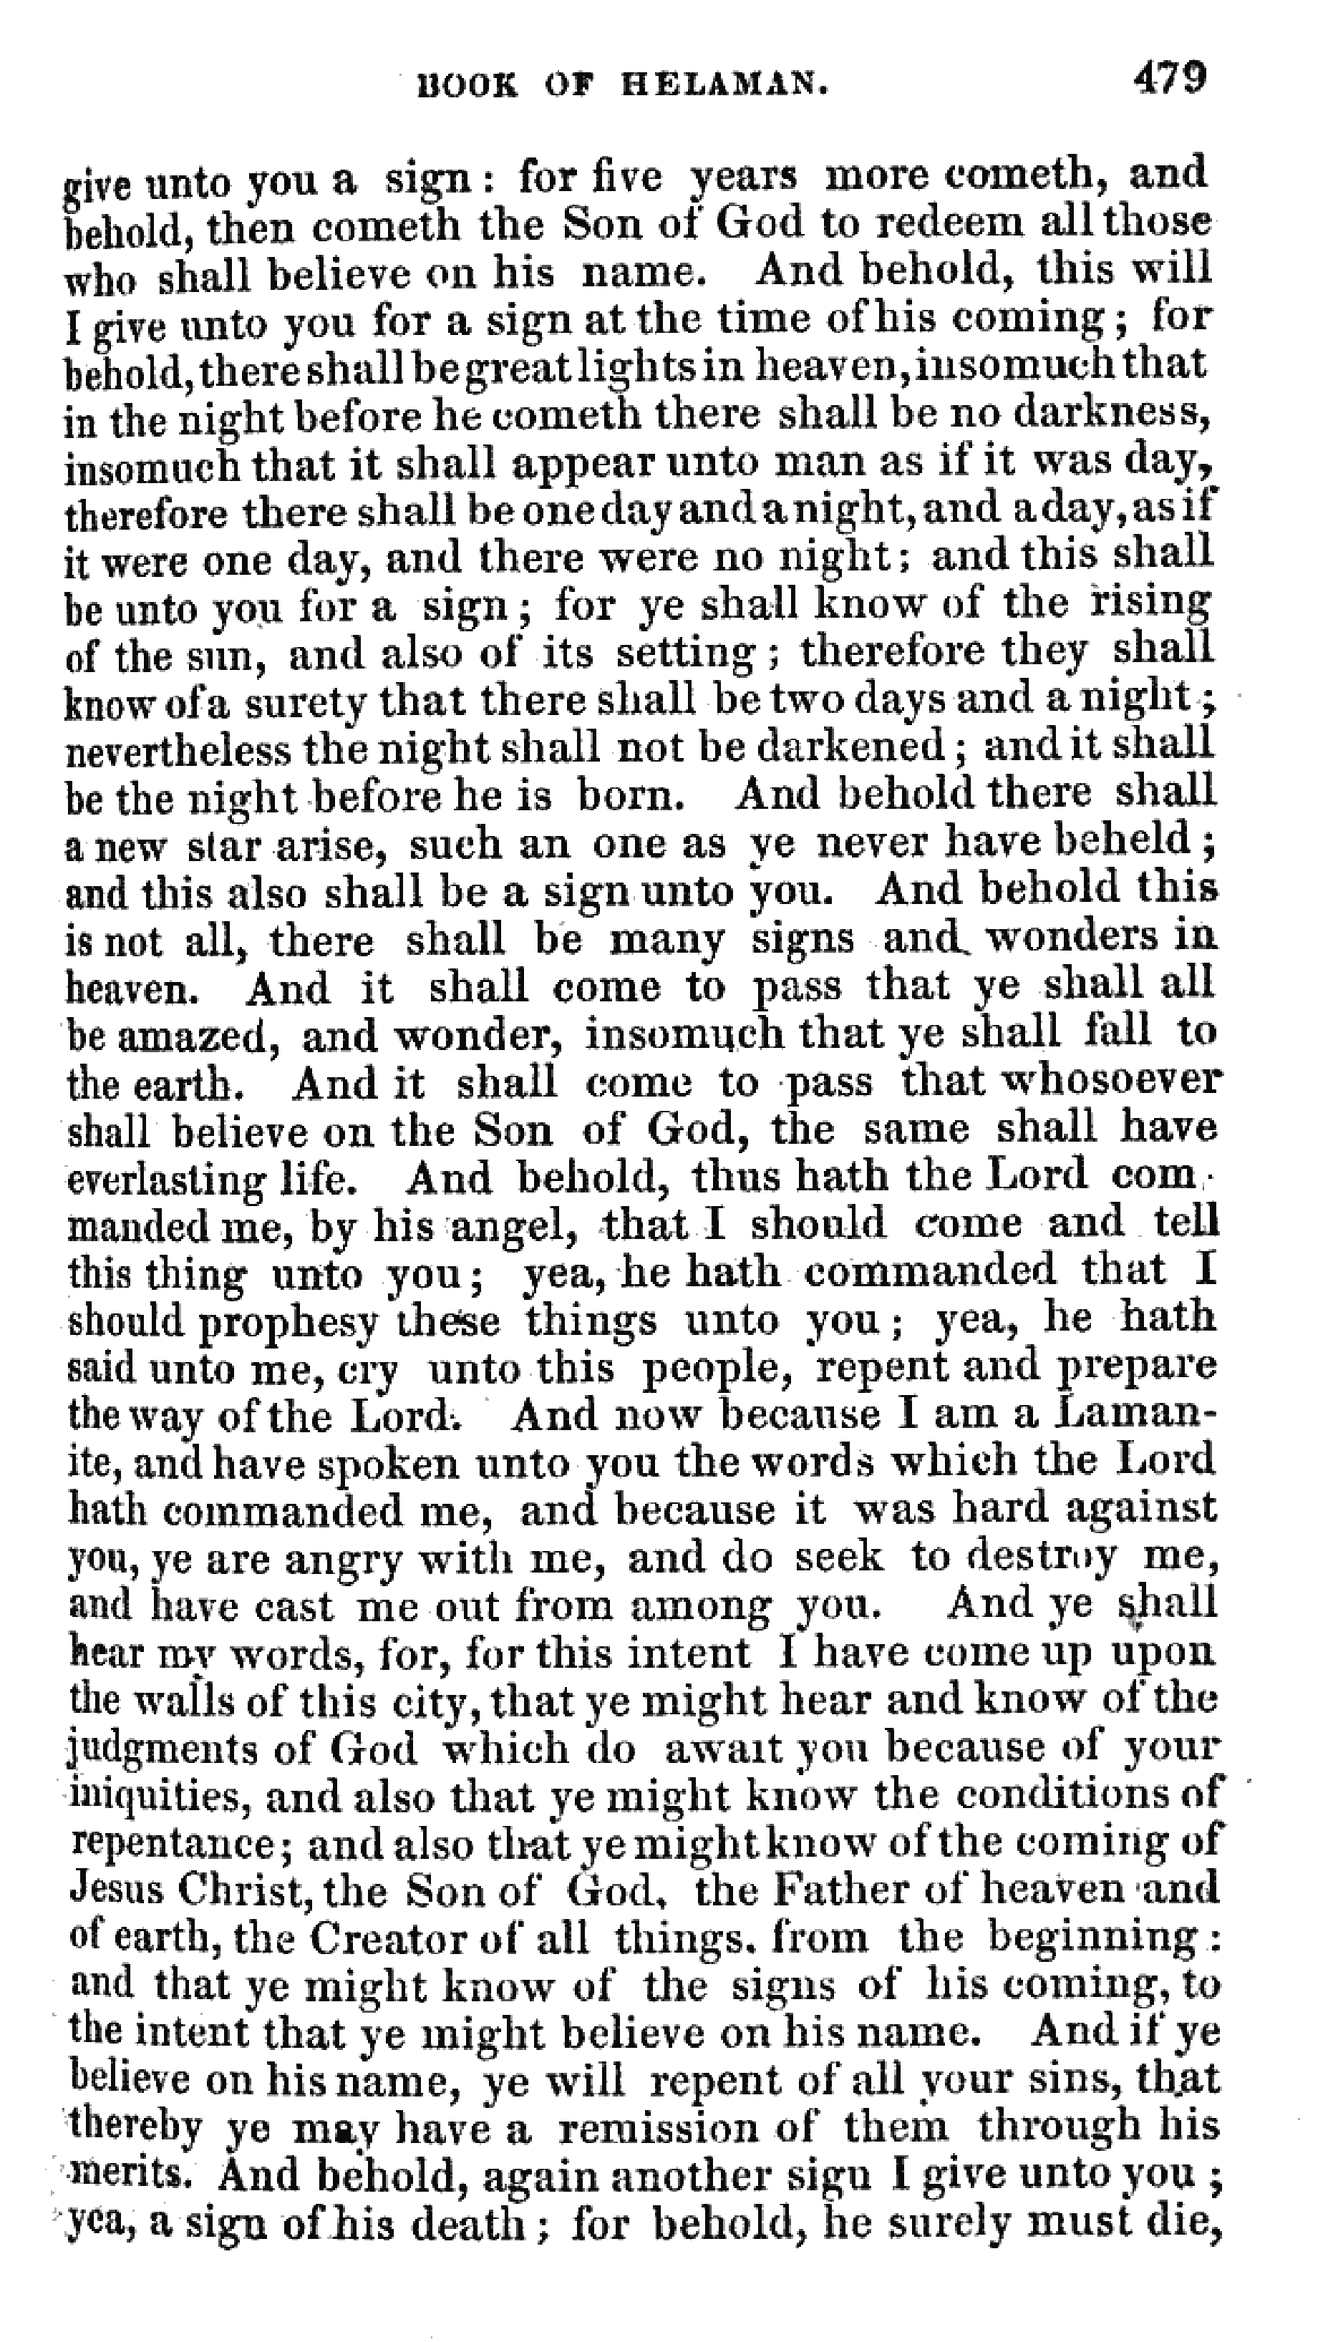 BOOK OF HELAMAN. 479
give unto you a sign: for five years more cometh, and
behold, then cometh the Son of God to redeem all those
who shall believe on his name. And behold, this will
I give unto you for a sign at the time of his coming; for
behold, there shall be great lights in heaven, insomuch that
in the night before he cometh there shall be no darkness,
insomuch that it shall appear unto man as if it was day,
therefore there shall be one day and a night, and a day, as if
it were one day, and there were no night; and this shall
be unto you for a sign; for ye shall know of the rising
of the sun, and also of its setting; therefore they shall
know of a surety that there shall be two days and a night;
nevertheless the night shall not be darkened; and it shall
be the night before he is born. And behold there shall
a new star arise, such an one as ye never have beheld;
and this also shall be a sign unto you. And behold this
is not all, there shall be many signs and wonders in
heaven. And it shall come to pass that ye shall all
be amazed, and wonder, insomuch that ye shall fall to
the earth. And it shall come to pass that whosoever
shall believe on the Son of God, the same shall have
everlasting life. And behold, thus hath the Lord com-
manded me, by his angel, that I should come and tell
this thing unto you; yea, he hath commanded that I
should prophesy these things unto you; yea, he hath
said unto me, cry unto this people, repent and prepare
the way of the Lord. And now because I am a Laman-
ite, and have spoken unto you the words which the Lord
hath commanded me, and because it was hard against
you, ye are angry with me, and do seek to destroy me,
and have cast me out from among you. And ye shall
hear my words, for, for this intent I have come up upon
the walls of this city, that ye might hear and know of the
judgments of God which do await you because of your
iniquities, and also that ye might know the conditions of
repentance; and also that ye might know of the coming of
Jesus Christ, the Son of God, the Father of heaven and
of earth, the Creator of all things. from the beginning:
and that ye might know of the signs of his coming, to
the intent that ye might believe on his name. And if ye
believe on his name, ye will repent of all your sins, that
thereby ye may have a remission of them through his
merits. And behold, again another sign I give unto you;
yea, a sign of his death; for behold, he surely must die,